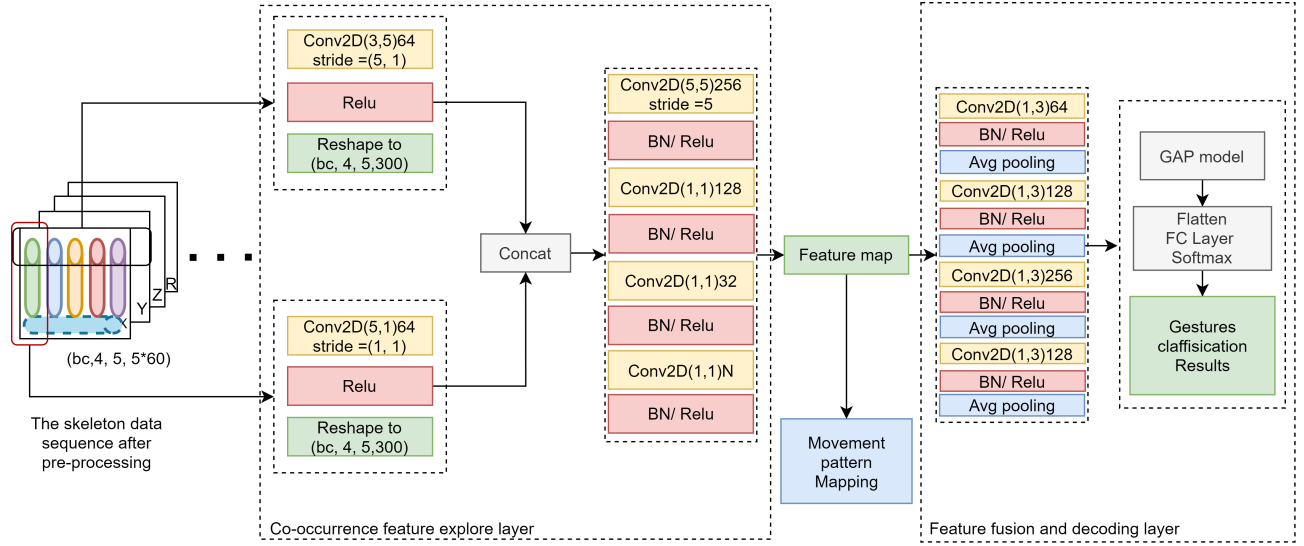 X
Y
Z
R
(bc,4, 5, 5*60)
The skeleton data
sequence after
pre-processing
Conv2D(3,5)64
stride =(5, 1)
Relu
Reshape to
(bc, 4, 5,300)
Conv2D(5,1)64
stride =(1, 1)
Relu
Reshape to
(bc, 4, 5,300)
Concat
Conv2D(5,5)256
stride =5
BN/ Relu
Conv2D(1,1)128
BN/ Relu
Conv2D(1,1)32
BN/ Relu
Conv2D(1,1)N
BN/ Relu
Co-occurrence feature explore layer
Feature map
Movement
pattern
Mapping
Conv2D(1,3)64
BN/ Relu
Avg pooling
Conv2D(1,3)128
BN/ Relu
Avg pooling
Conv2D(1,3)256
BN/ Relu
Avg pooling
Conv2D(1,3)128
BN/ Relu
Avg pooling
GAP model
Flatten
FC Layer
Softmax
Gestures
claffisication
Results
Feature fusion and decoding layer